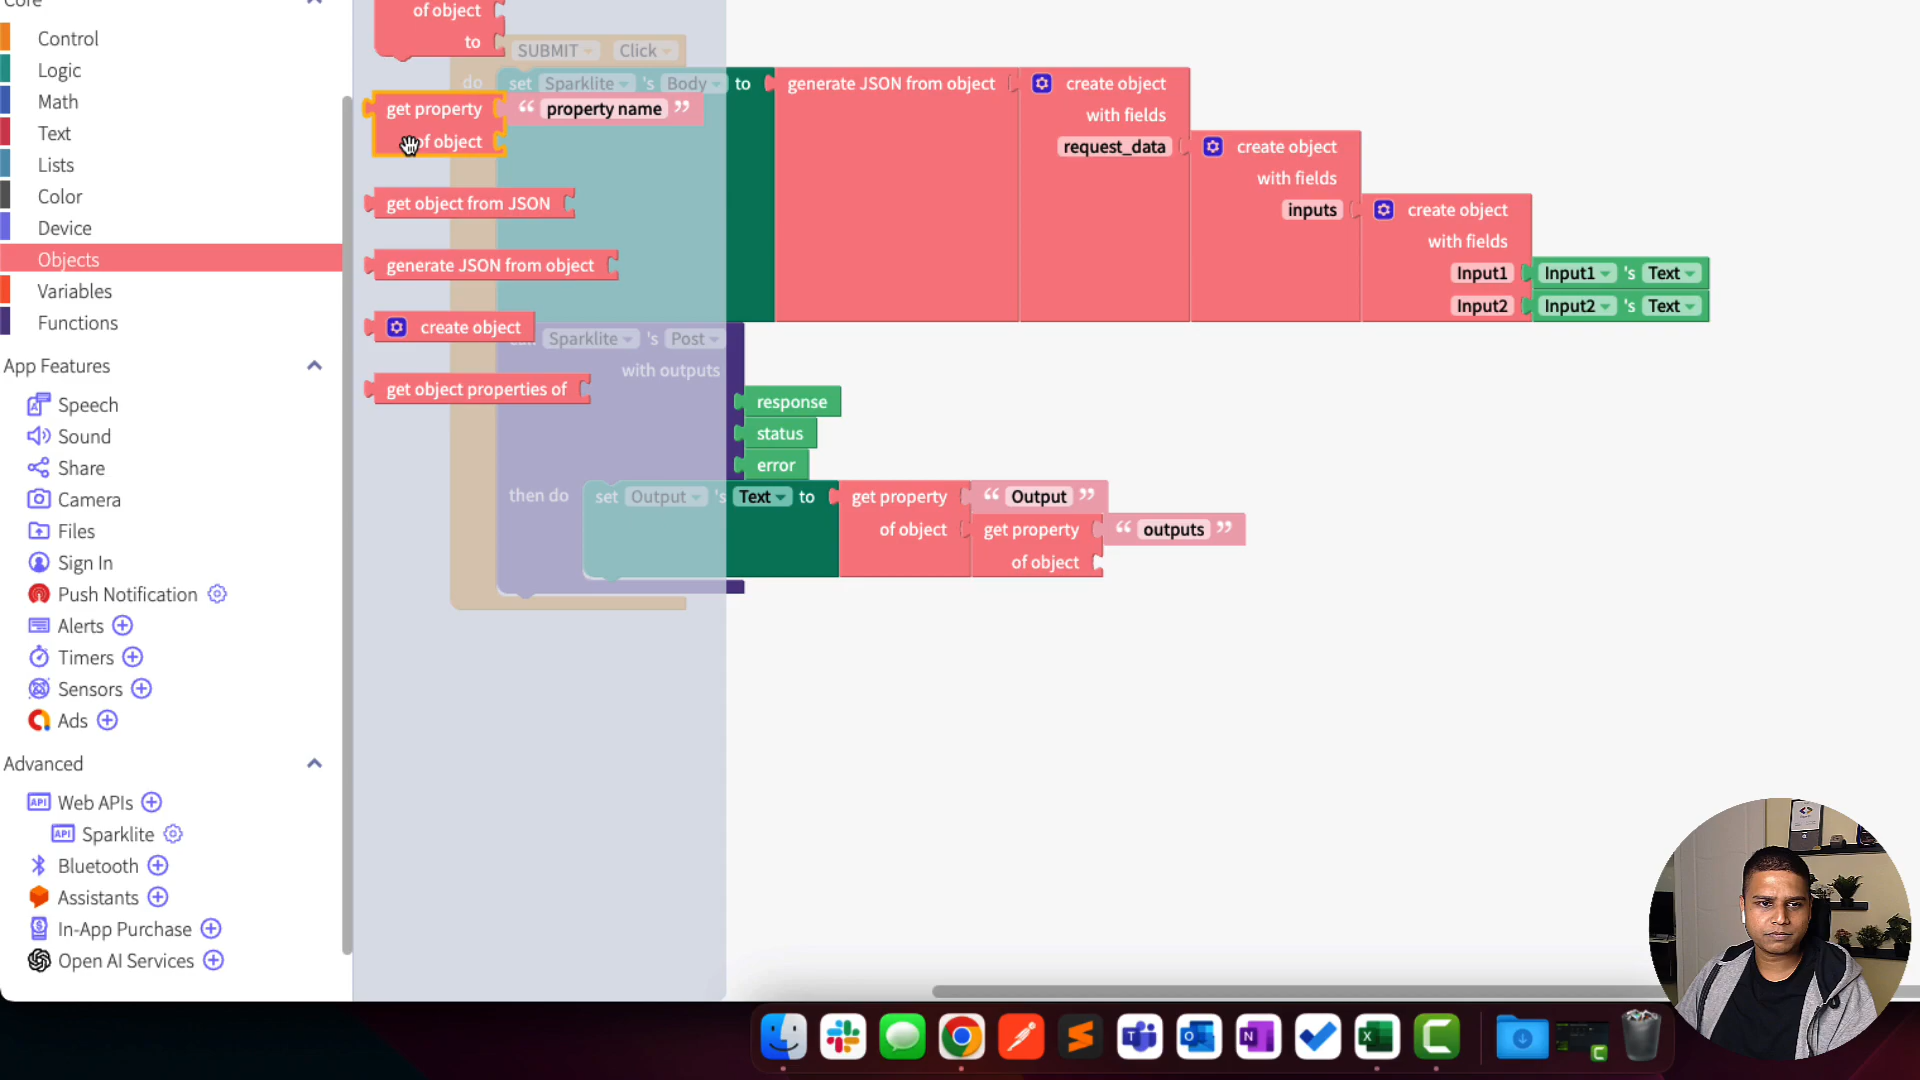 Core
Control
Logic
Math
Text
Lists
Color
Device
Objects
Variables
Functions
App Features
Speech
Sound
Share
Camera
Files
Sign In
Push Notification
Alerts
Timers
Sensors
Ads
Advanced
API Web APIs
API Sparklite
Bluetooth
Assistants
In-App Purchase
Open AI Services
of object
to
get property “ property name ”
of object
get object from JSON
generate JSON from object
create object
get object properties of
SUBMIT Click
do set Sparklite 's Body to generate JSON from object create object
with fields
request_data create object
with fields
inputs create object
with fields
Input1 Input1 's Text
Input2 Input2 's Text
Sparklite 's Post
with outputs
response
status
error
then do set Output 's Text to get property “ Output ”
of object get property “ outputs ”
of object